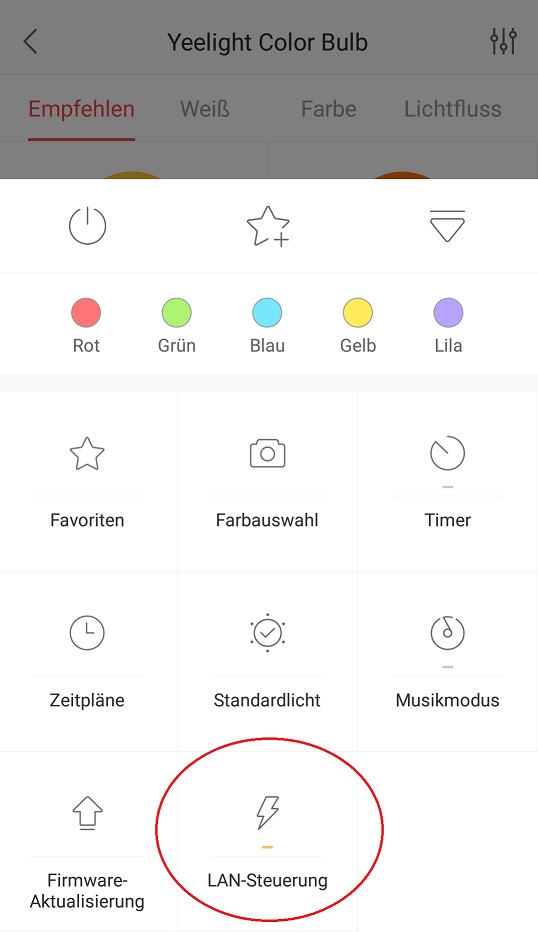 Yeelight Color Bulb
Empfehlen Weiß Farbe Lichtfluss
Rot Grün Blau Gelb Lila
Favoriten Farbauswahl Timer
Zeitpläne Standardlicht Musikmodus
Firmware-
Aktualisierung
LAN-Steuerung